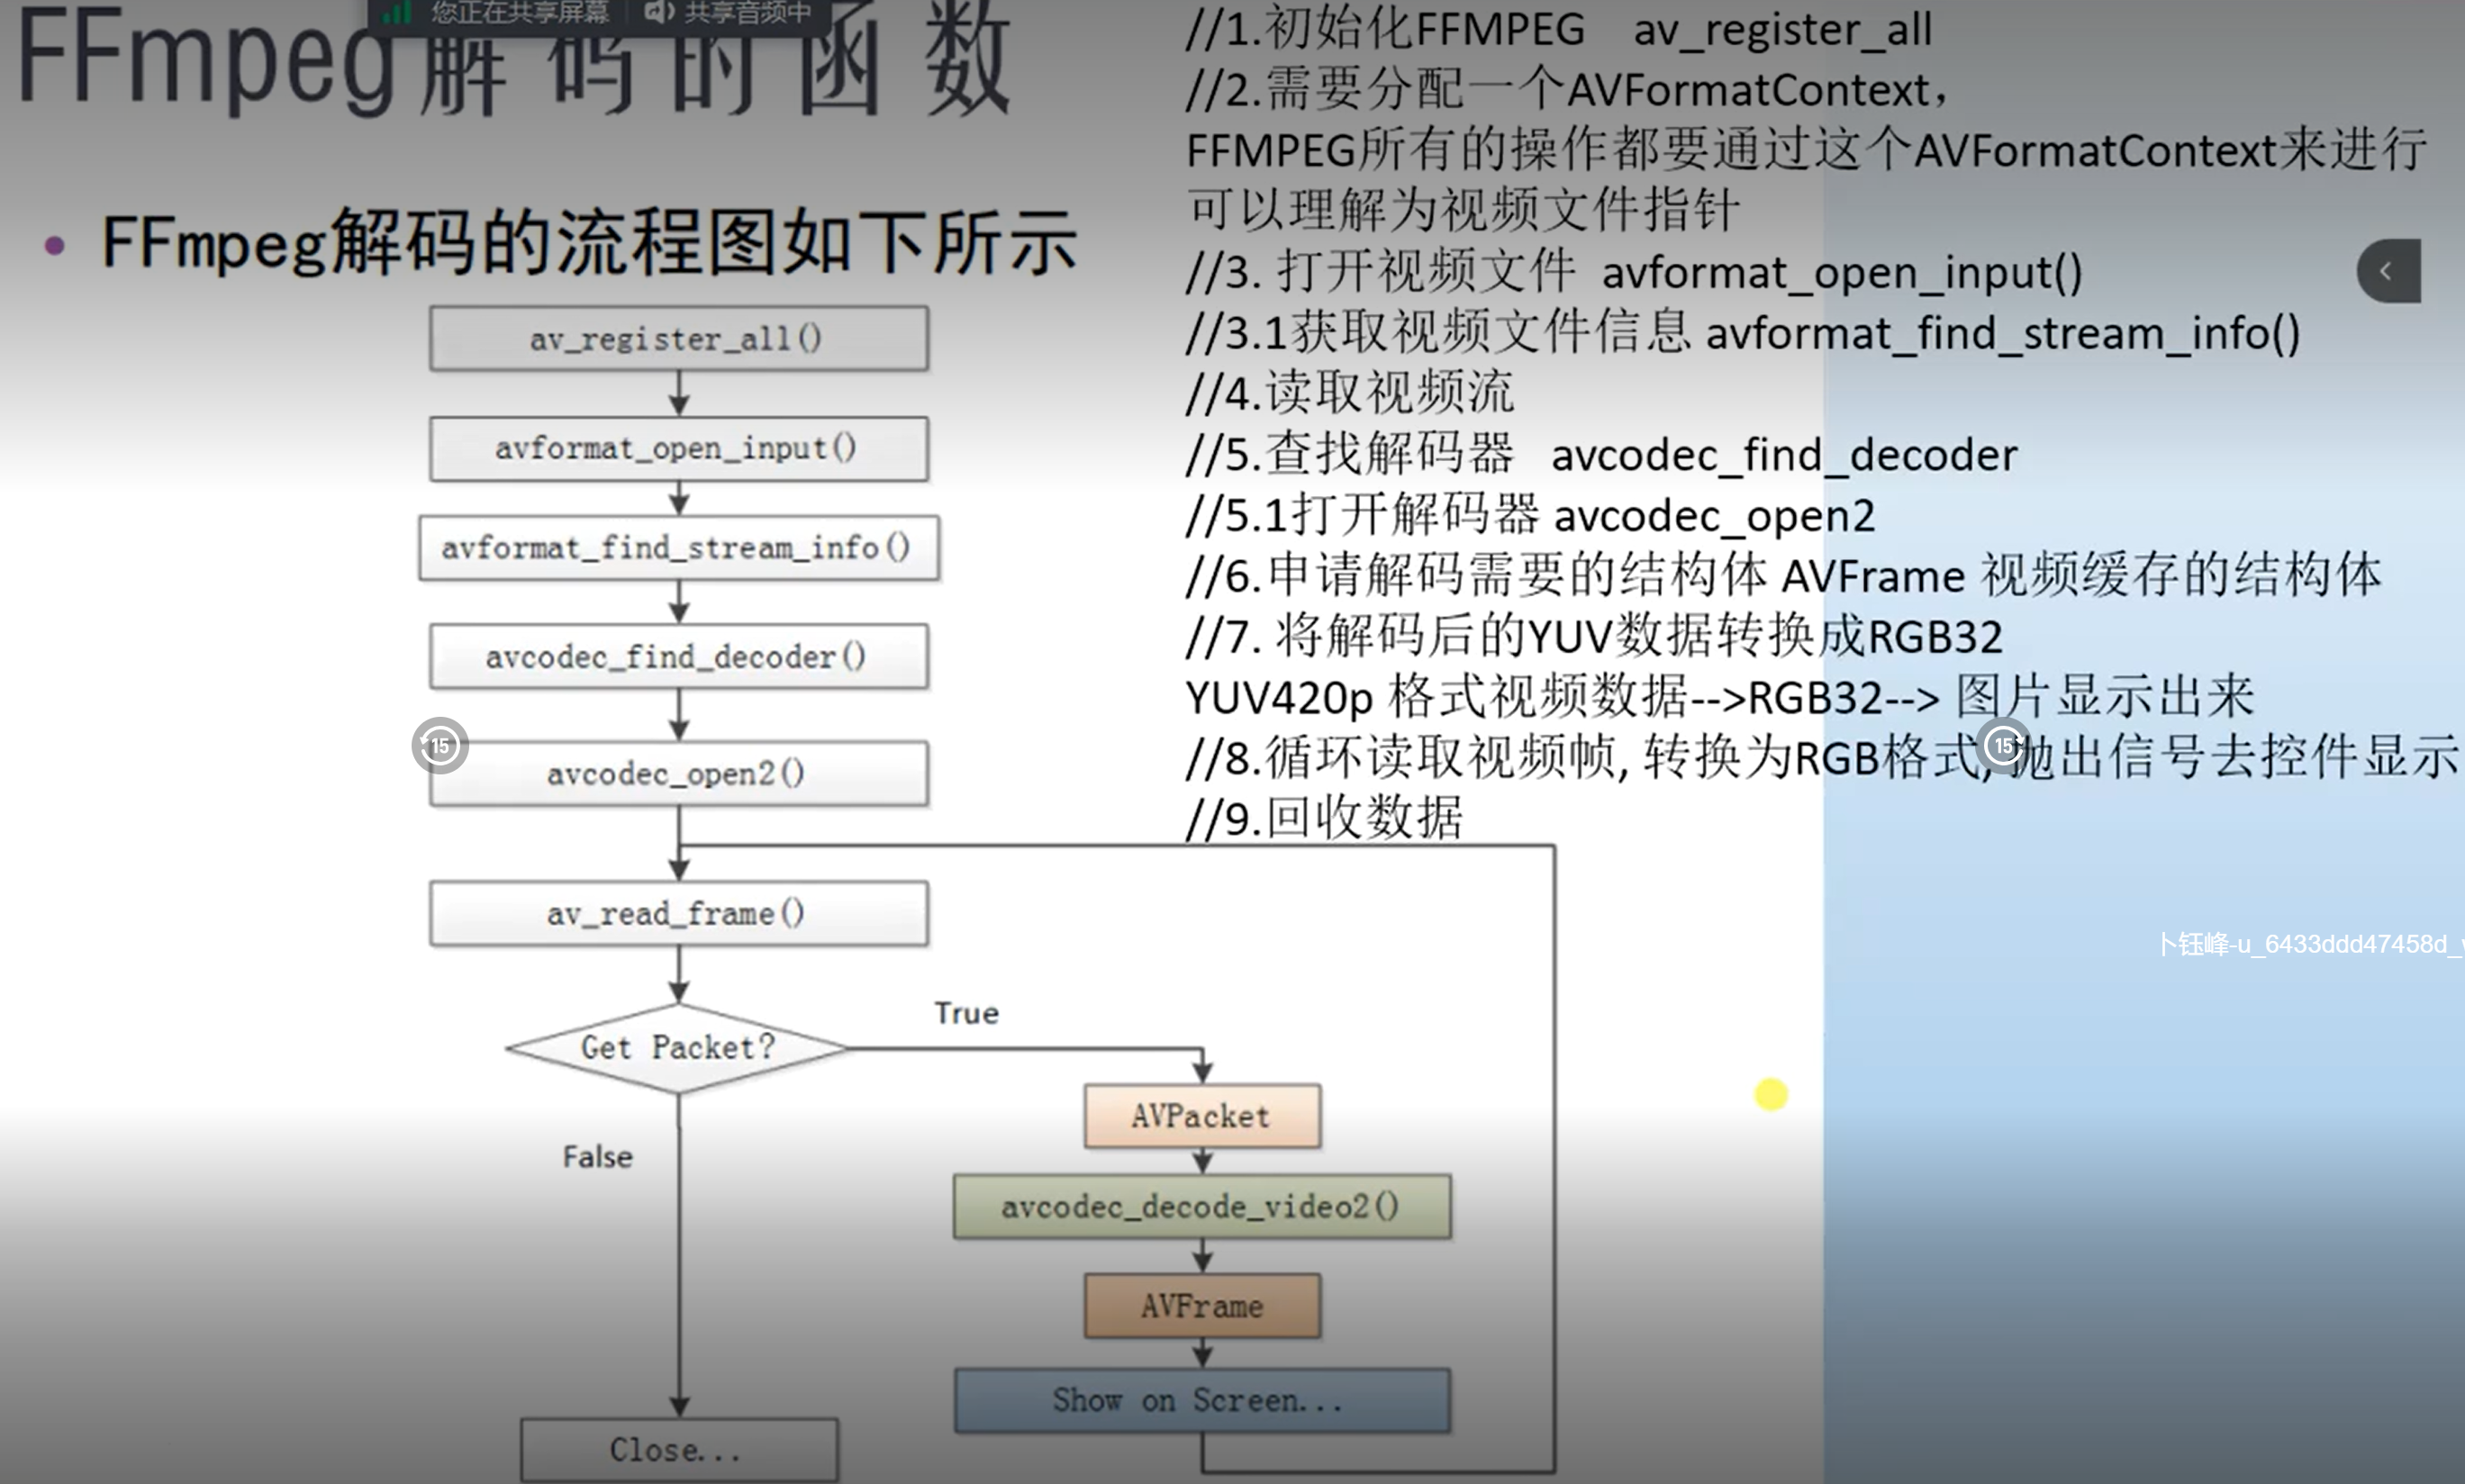 您正在共享屏幕 共享音频中
FFmpeg解码的函数
• FFmpeg解码的流程图如下所示
av_register_all()
avformat_open_input()
avformat_find_stream_info()
avcodec_find_decoder()
avcodec_open2()
av_read_frame()
Get Packet?
True
False
AVPacket
avcodec_decode_video2()
AVFrame
Show on Screen...
Close...
//1.初始化FFMPEG av_register_all
//2.需要分配一个AVFormatContext,
FFMPEG所有的操作都要通过这个AVFormatContext来进行
可以理解为视频文件指针
//3. 打开视频文件 avformat_open_input()
//3.1获取视频文件信息 avformat_find_stream_info()
//4.读取视频流
//5.查找解码器 avcodec_find_decoder
//5.1打开解码器 avcodec_open2
//6.申请解码需要的结构体 AVFrame 视频缓存的结构体
//7. 将解码后的YUV数据转换成RGB32
YUV420p 格式视频数据-->RGB32--> 图片显示出来
//8.循环读取视频帧, 转换为RGB格式, 抛出信号去控件显示
//9.回收数据
15
15
卜钰峰-u_6433ddd47458d_